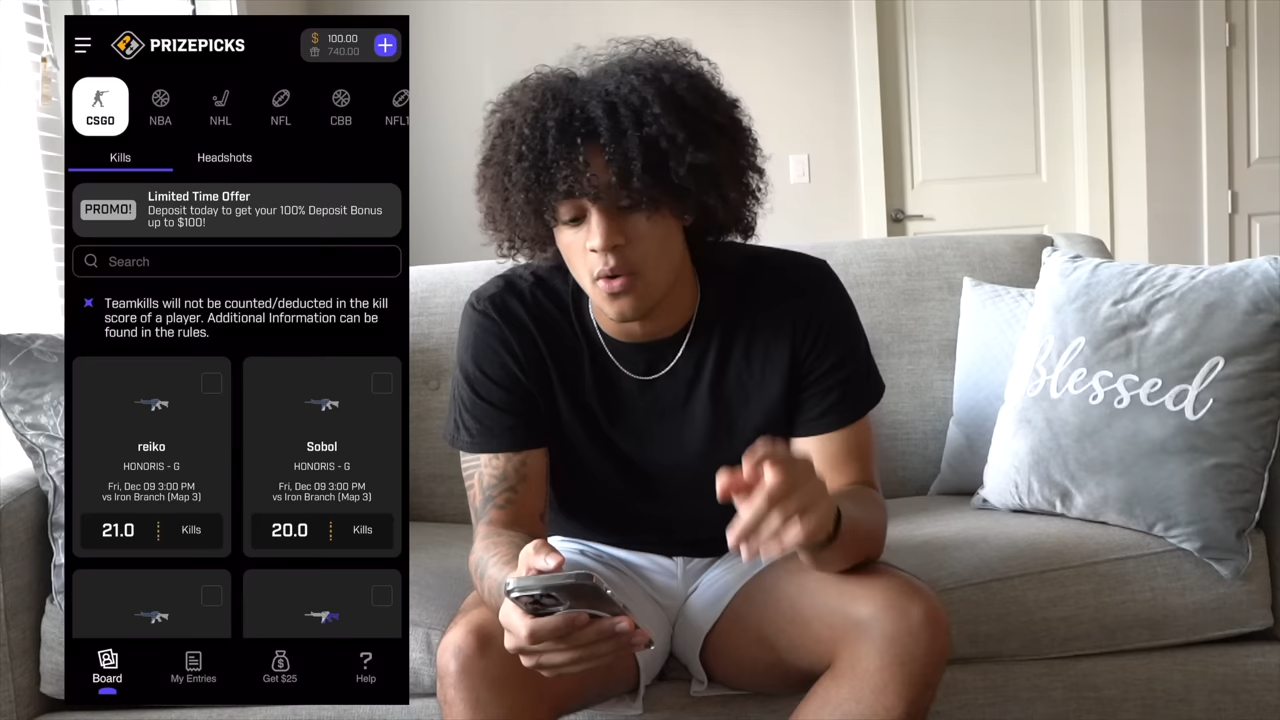 PRIZEPICKS
$ 100.00
740.00
CSGO NBA NHL NFL CBB NFL1
Kills Headshots
PROMO!
Limited Time Offer
Deposit today to get your 100% Deposit Bonus
up to $100!
Search
Teamkills will not be counted/deducted in the kill
score of a player. Additional Information can be
found in the rules.
reiko
HONORIS - G
Fri, Dec 09 3:00 PM
vs Iron Branch (Map 3)
21.0 Kills
Sobol
HONORIS - G
Fri, Dec 09 3:00 PM
vs Iron Branch (Map 3)
20.0 Kills
Board My Entries Get $25 Help
Blessed